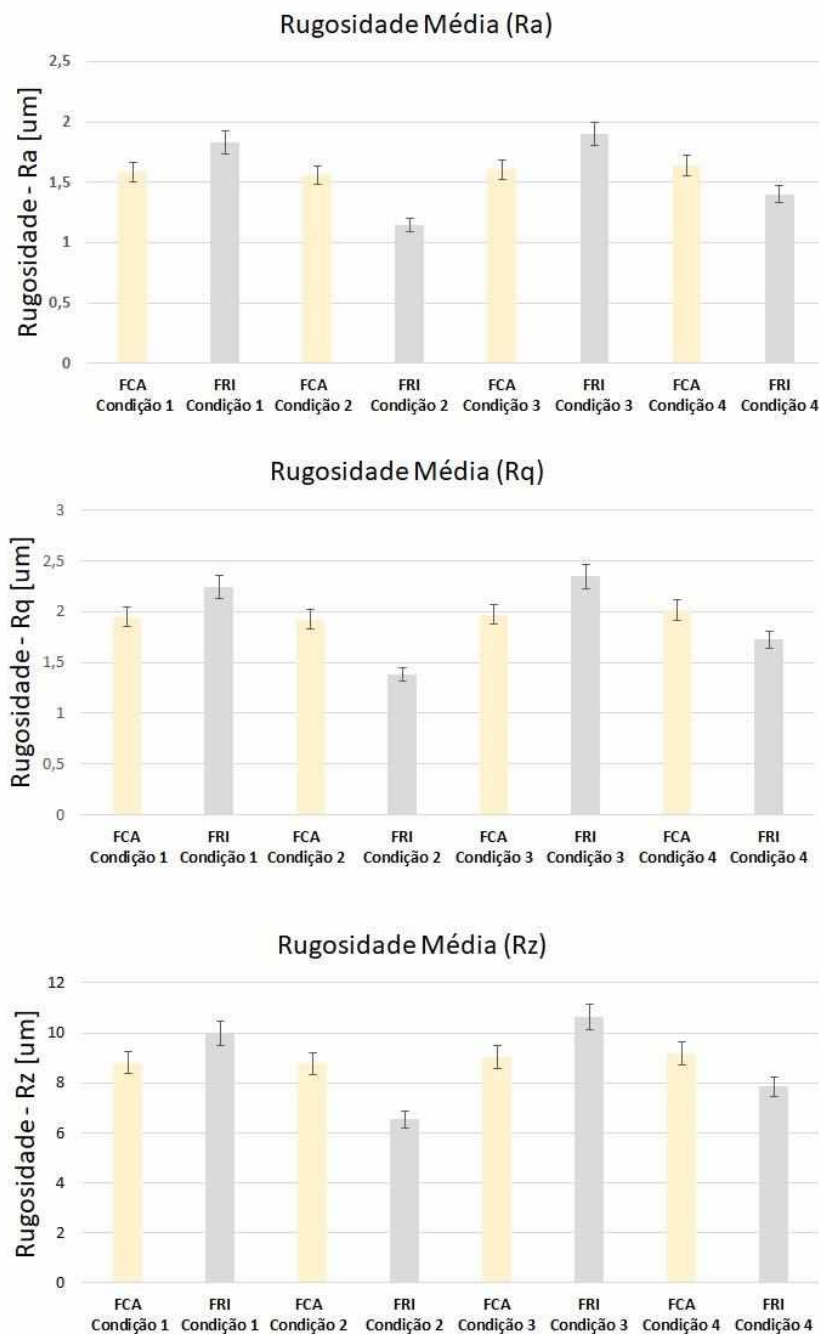 Rugosidade Média (Ra)
Rugosidade - Ra [um]
2,5
2
1,5
1
0,5
0
FCA FRI FCA FRI FCA FRI FCA FRI
Condição 1 Condição 1 Condição 2 Condição 2 Condição 3 Condição 3 Condição 4 Condição 4
Rugosidade Média (Rq)
Rugosidade - Rq [um]
3
2,5
2
1,5
1
0,5
0
FCA FRI FCA FRI FCA FRI FCA FRI
Condição 1 Condição 1 Condição 2 Condição 2 Condição 3 Condição 3 Condição 4 Condição 4
Rugosidade Média (Rz)
Rugosidade - Rz [um]
12
10
8
6
4
2
0
FCA FRI FCA FRI FCA FRI FCA FRI
Condição 1 Condição 1 Condição 2 Condição 2 Condição 3 Condição 3 Condição 4 Condição 4